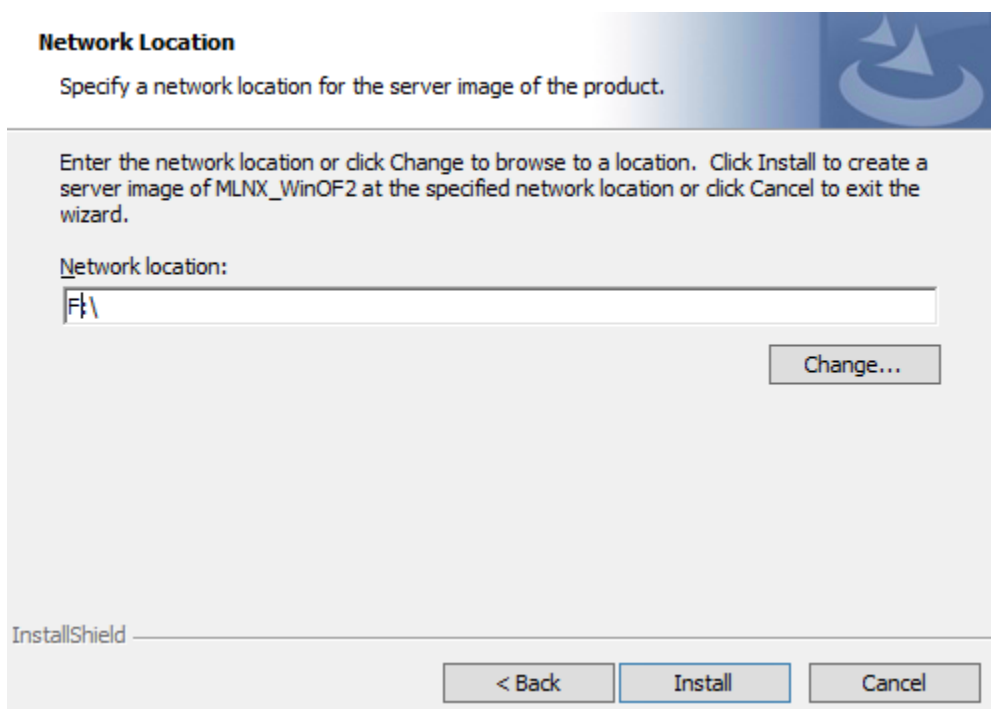 Network Location
Specify a network location for the server image of the product.
Enter the network location or click Change to browse to a location.  Click Install to create a
server image of MLNX_WinOF2 at the specified network location or click Cancel to exit the
wizard.
Network location:
F:\
Change...
InstallShield
< Back
Install
Cancel